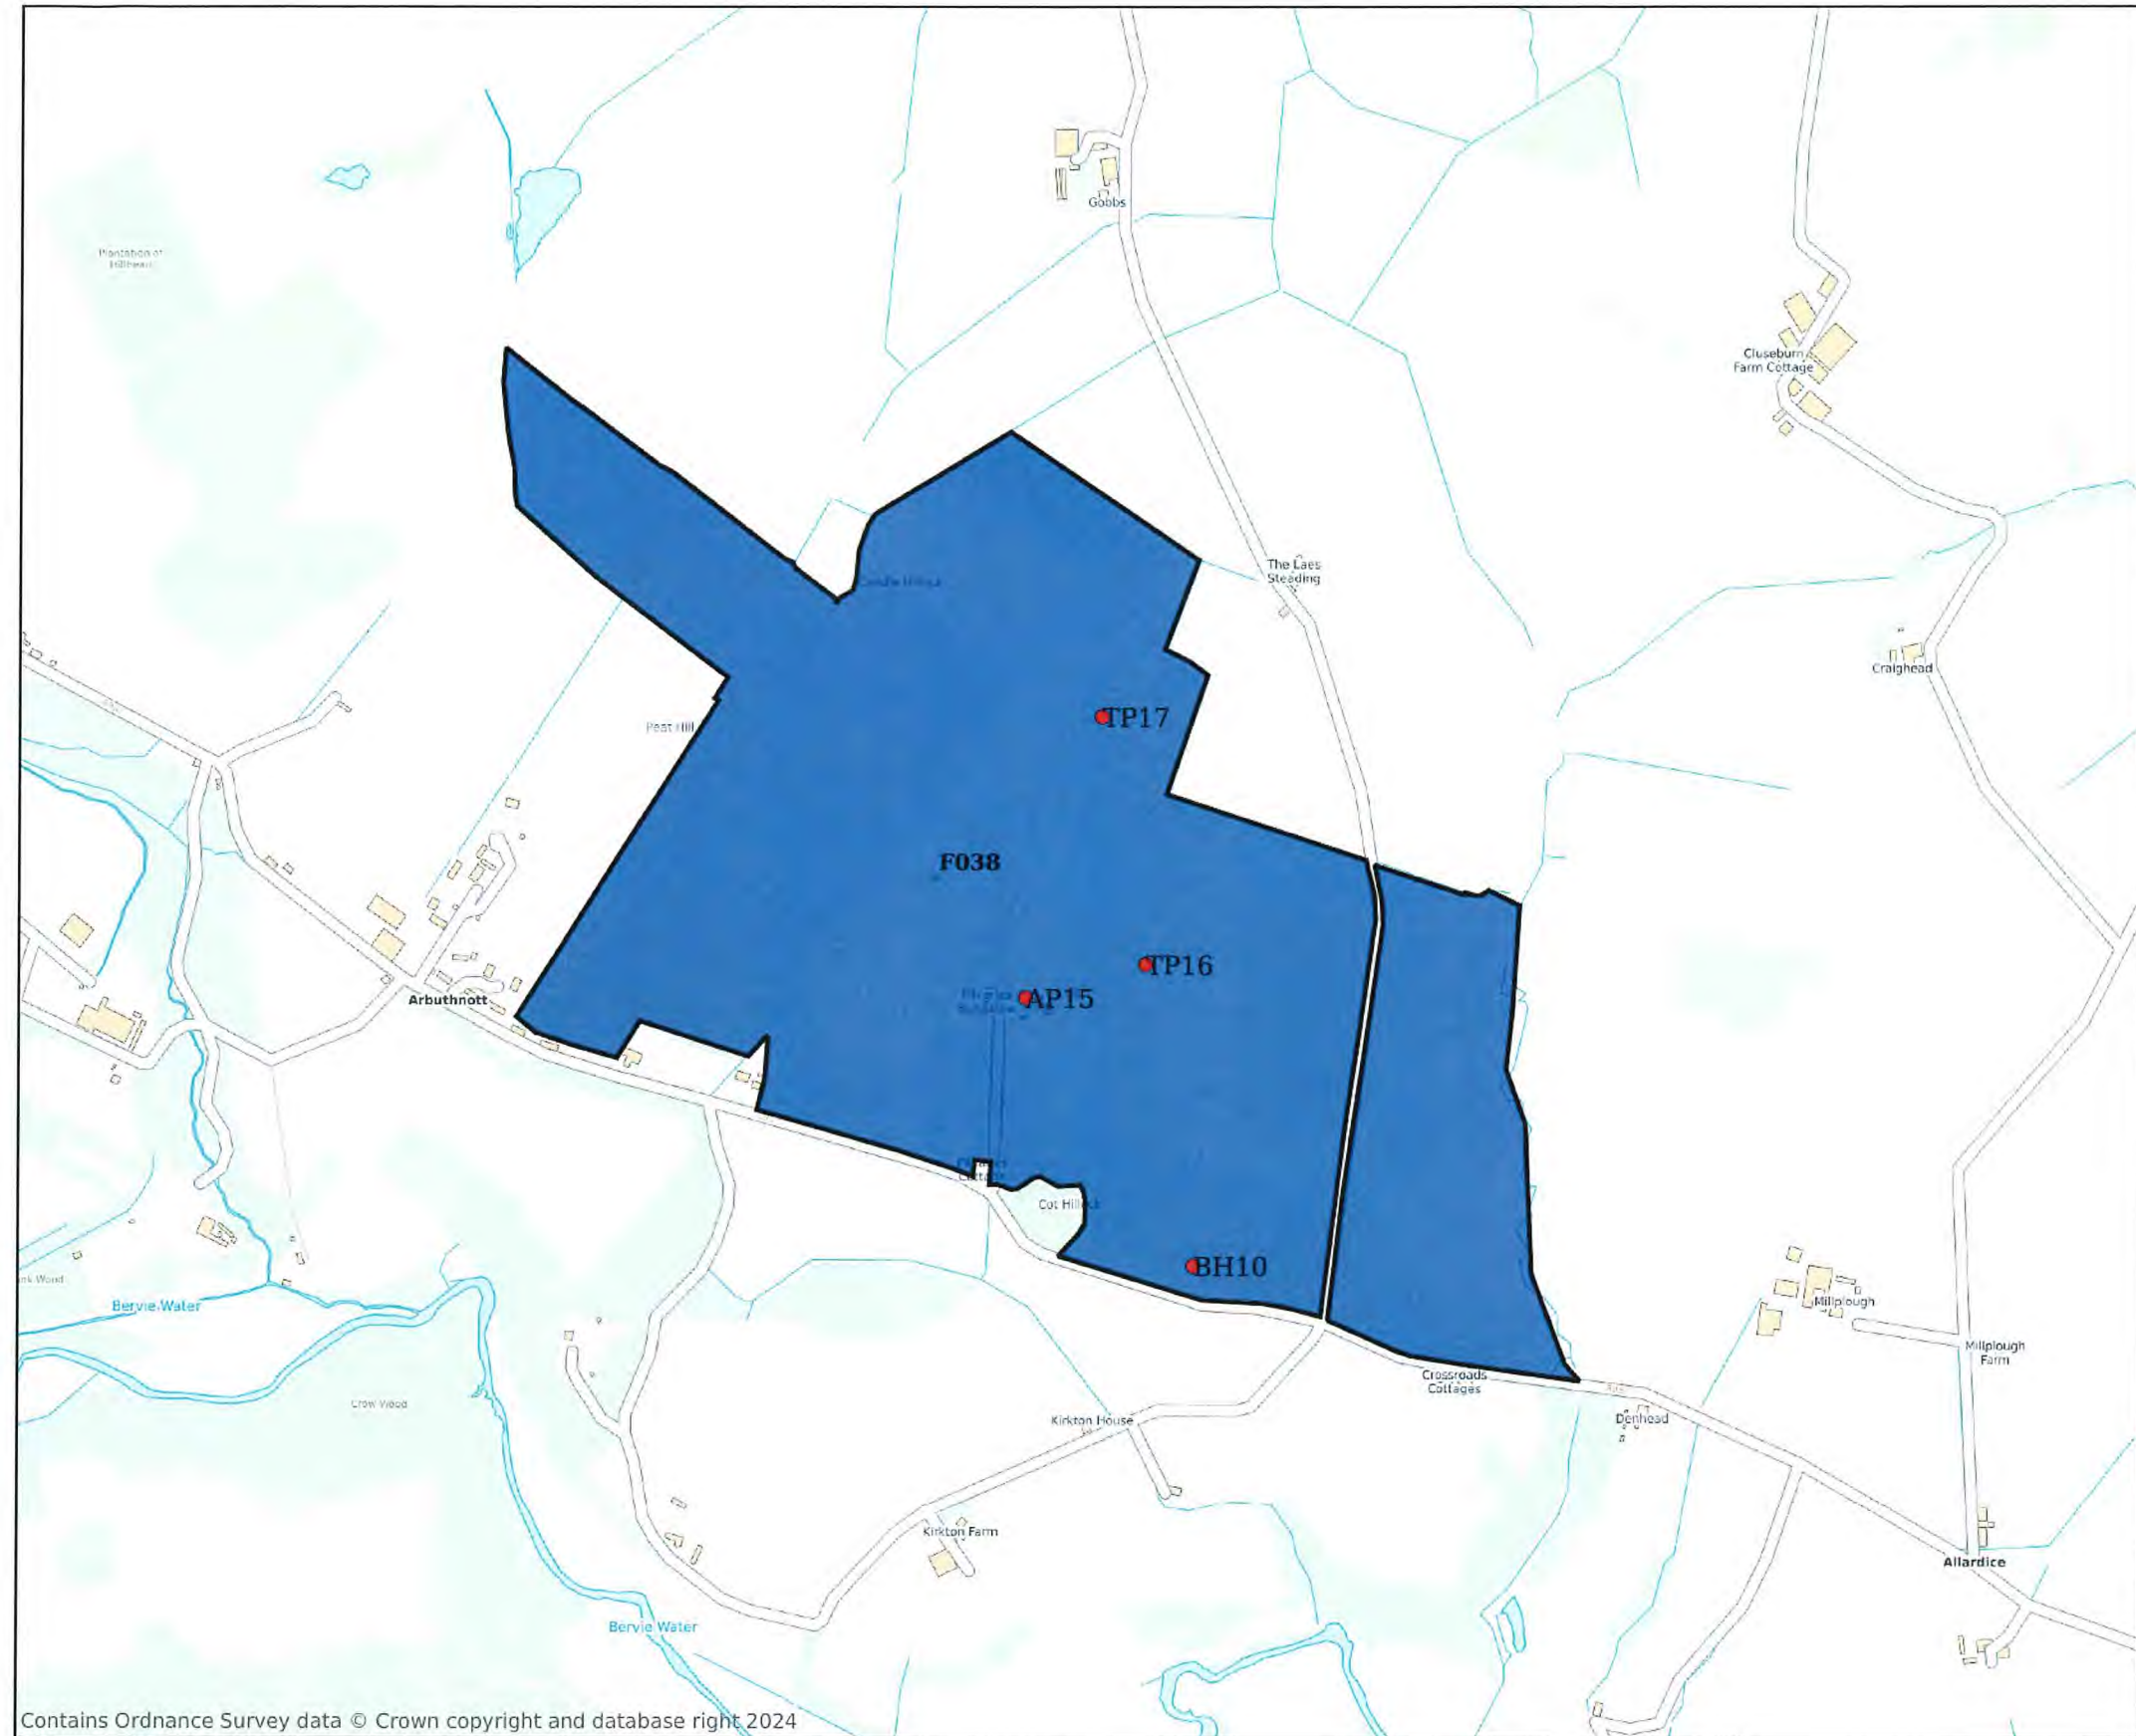 Gobbs
Plantation of
Cluseburn
Farm Cottage
The Laes
Steading
Craighead
Peat Hill
TP17
F038
TP16
AP15
Arbuthnott
Cot Hillock
BH10
Bervie Water
Millplough
Millplough
Farm
Crossroads
Cottages
Crow Wood
Kirkton House
Denhead
Kirkton Farm
Allardice
Bervie Water
Contains Ordnance Survey data © Crown copyright and database right 2024